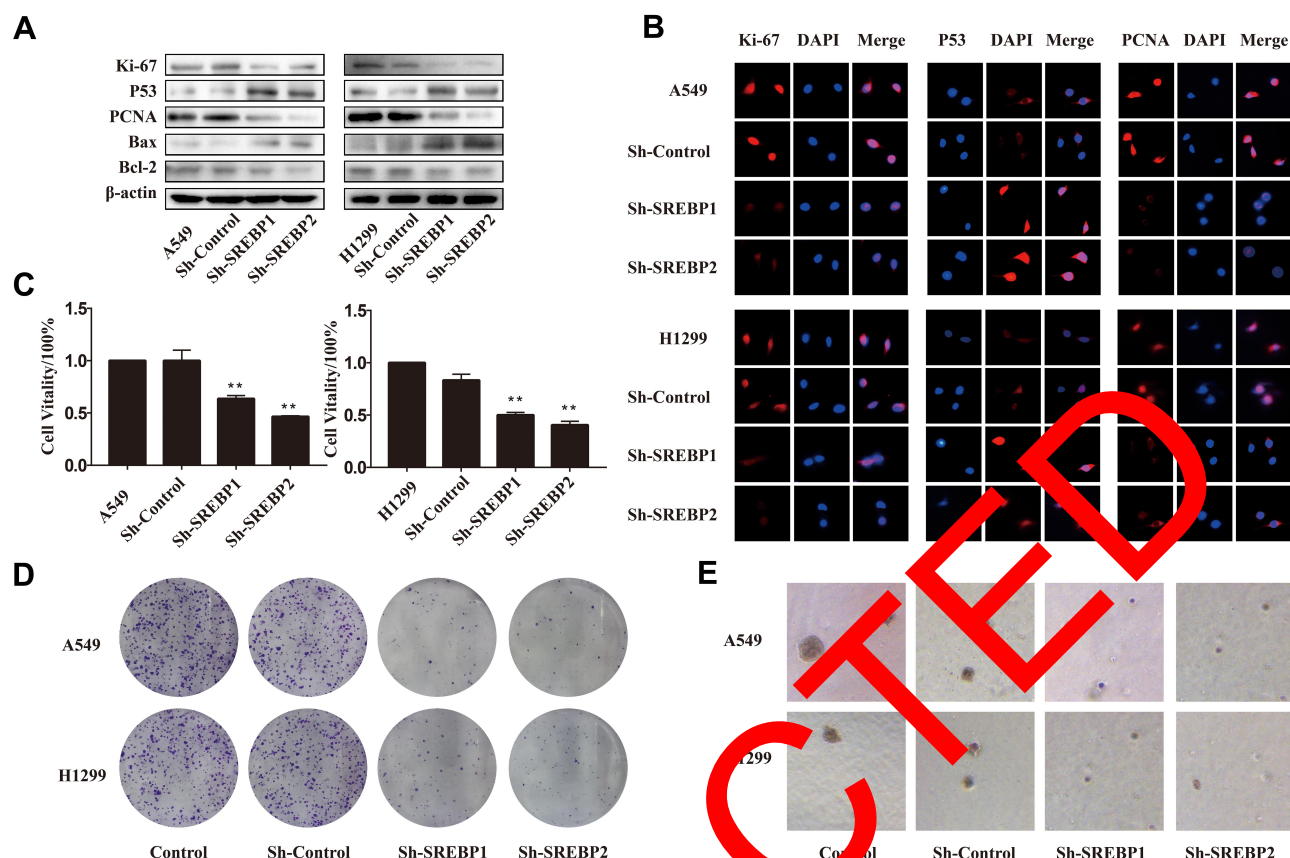 A
Ki-67
P53
PCNA
Bax
Bcl-2
β-actin
A549
Sh-Control
Sh-SREBP1
Sh-SREBP2
H1299
Sh-Control
Sh-SREBP1
Sh-SREBP2
B
Ki-67 DAPI Merge P53 DAPI Merge PCNA DAPI Merge
A549
Sh-Control
Sh-SREBP1
Sh-SREBP2
H1299
Sh-Control
Sh-SREBP1
Sh-SREBP2
C
Cell Vitality/100%
1.5
1.0
0.5
0.0
**
**
A549
Sh-Control
Sh-SREBP1
Sh-SREBP2
Cell Vitality/100%
1.5
1.0
0.5
0.0
**
**
H1299
Sh-Control
Sh-SREBP1
Sh-SREBP2
D
A549
H1299
Control Sh-Control Sh-SREBP1 Sh-SREBP2
E
A549
1299
Control Sh-Control Sh-SREBP1 Sh-SREBP2
CTED